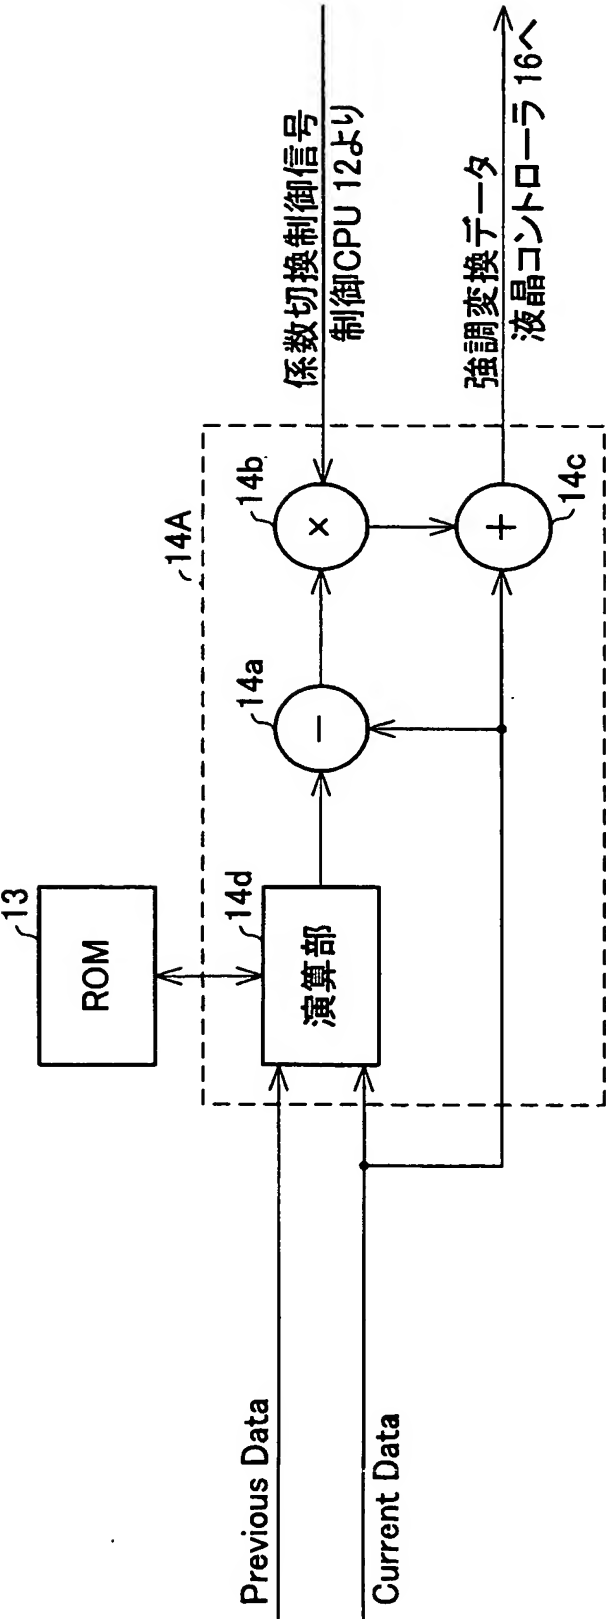 13
ROM
14A
14d
演算部
14a
−
14b
×
14c
+
係数切換制御信号
制御CPU 12より
強調変換データ
液晶コントローラ 16へ
Previous Data
Current Data